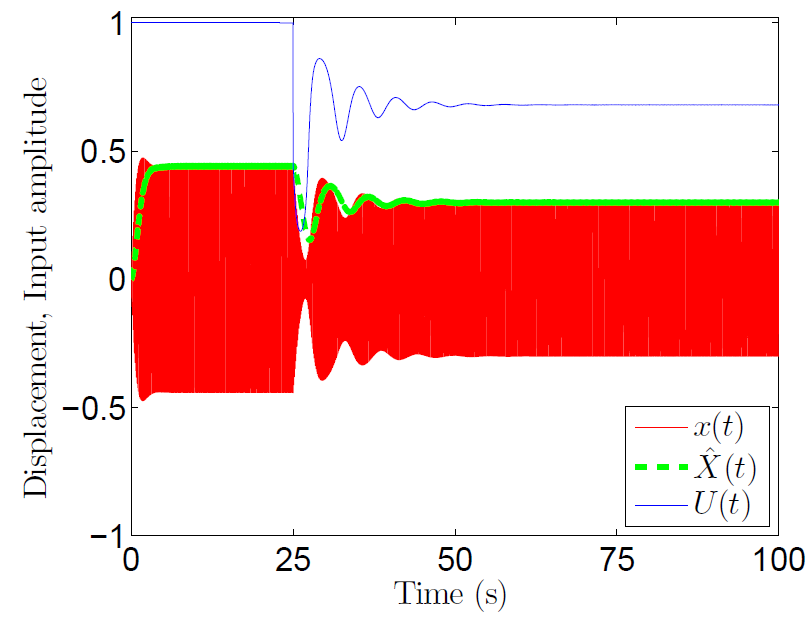 Displacement, Input amplitude
1
0.5
0
−0.5
−1
0 25 50 75 100
Time (s)
x(t)
X̂(t)
U(t)